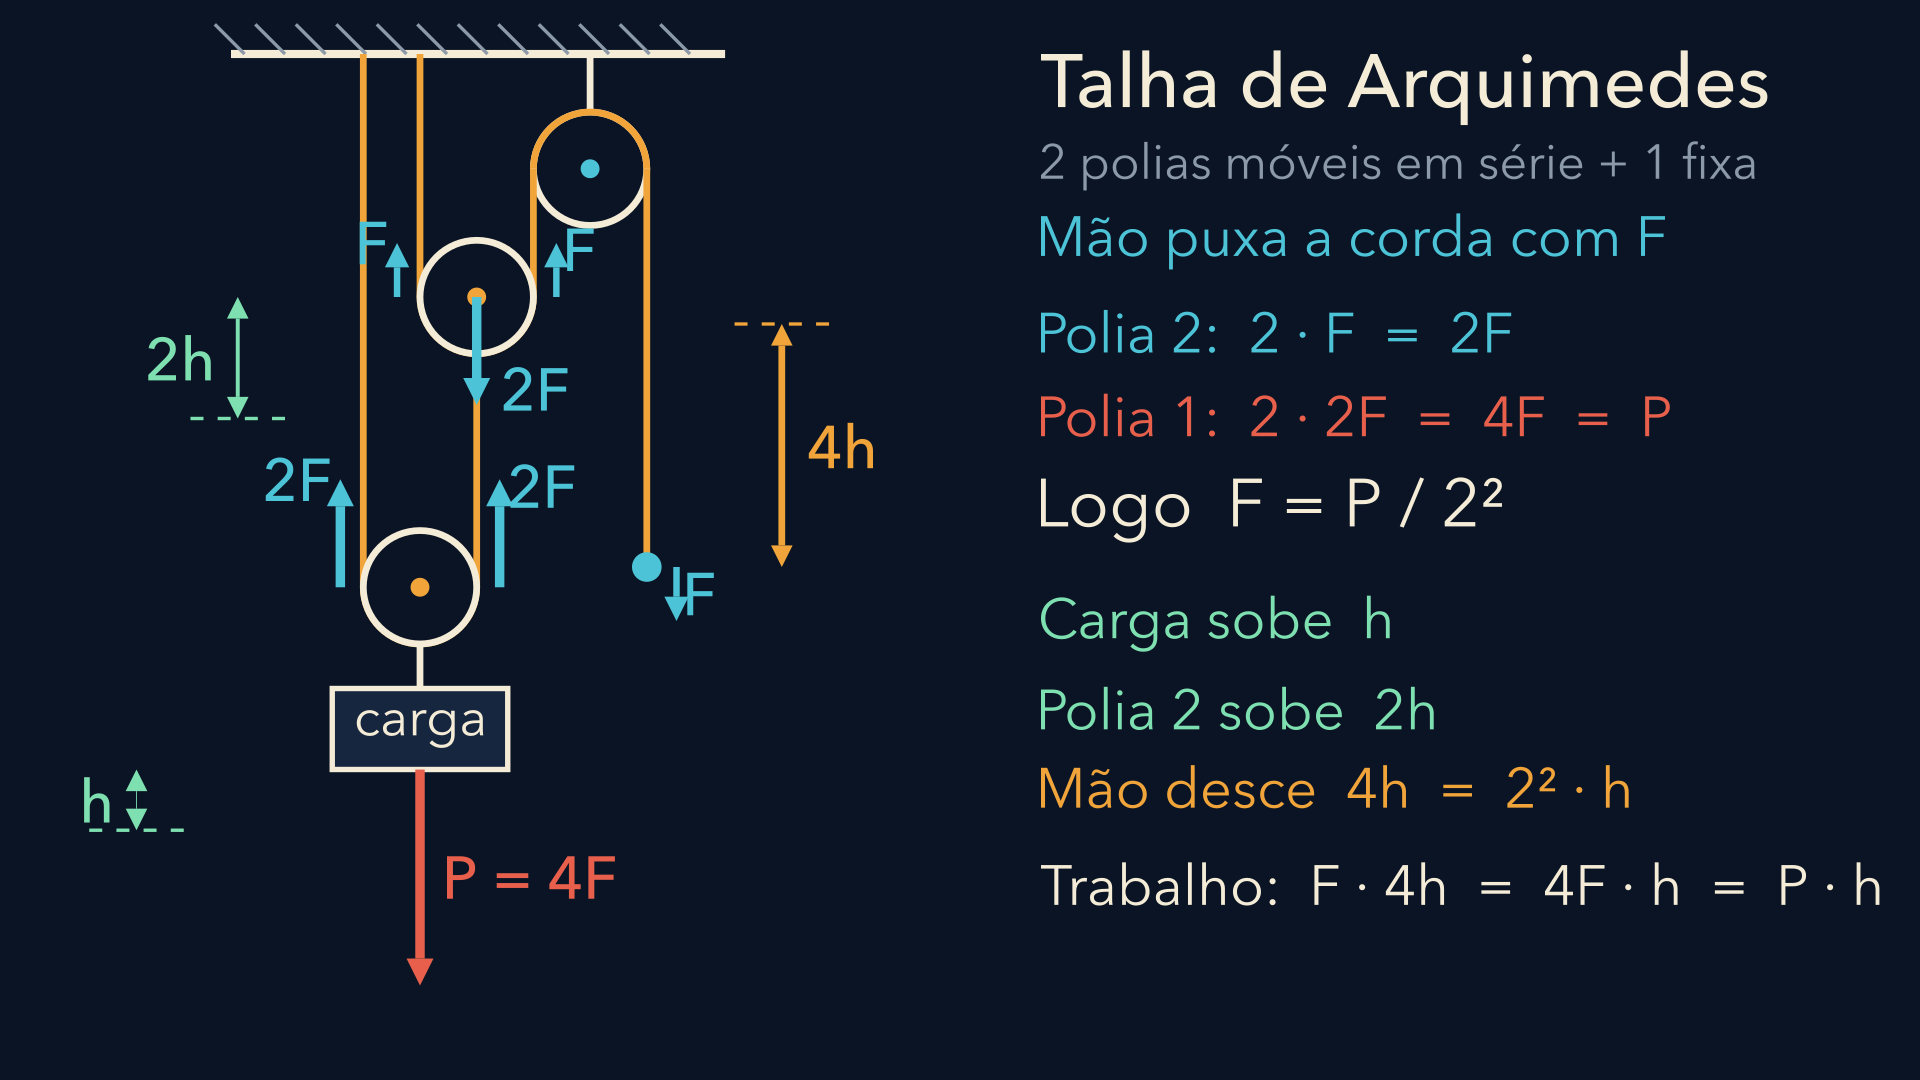 Talha de Arquimedes
2 polias móveis em série + 1 fixa
Mão puxa a corda com F
Polia 2: 2 · F = 2F
Polia 1: 2 · 2F = 4F = P
Logo F = P / 2²
Carga sobe h
Polia 2 sobe 2h
Mão desce 4h = 2² · h
Trabalho: F · 4h = 4F · h = P · h
F
F
2h
2F
4h
2F
2F
F
carga
h
P = 4F